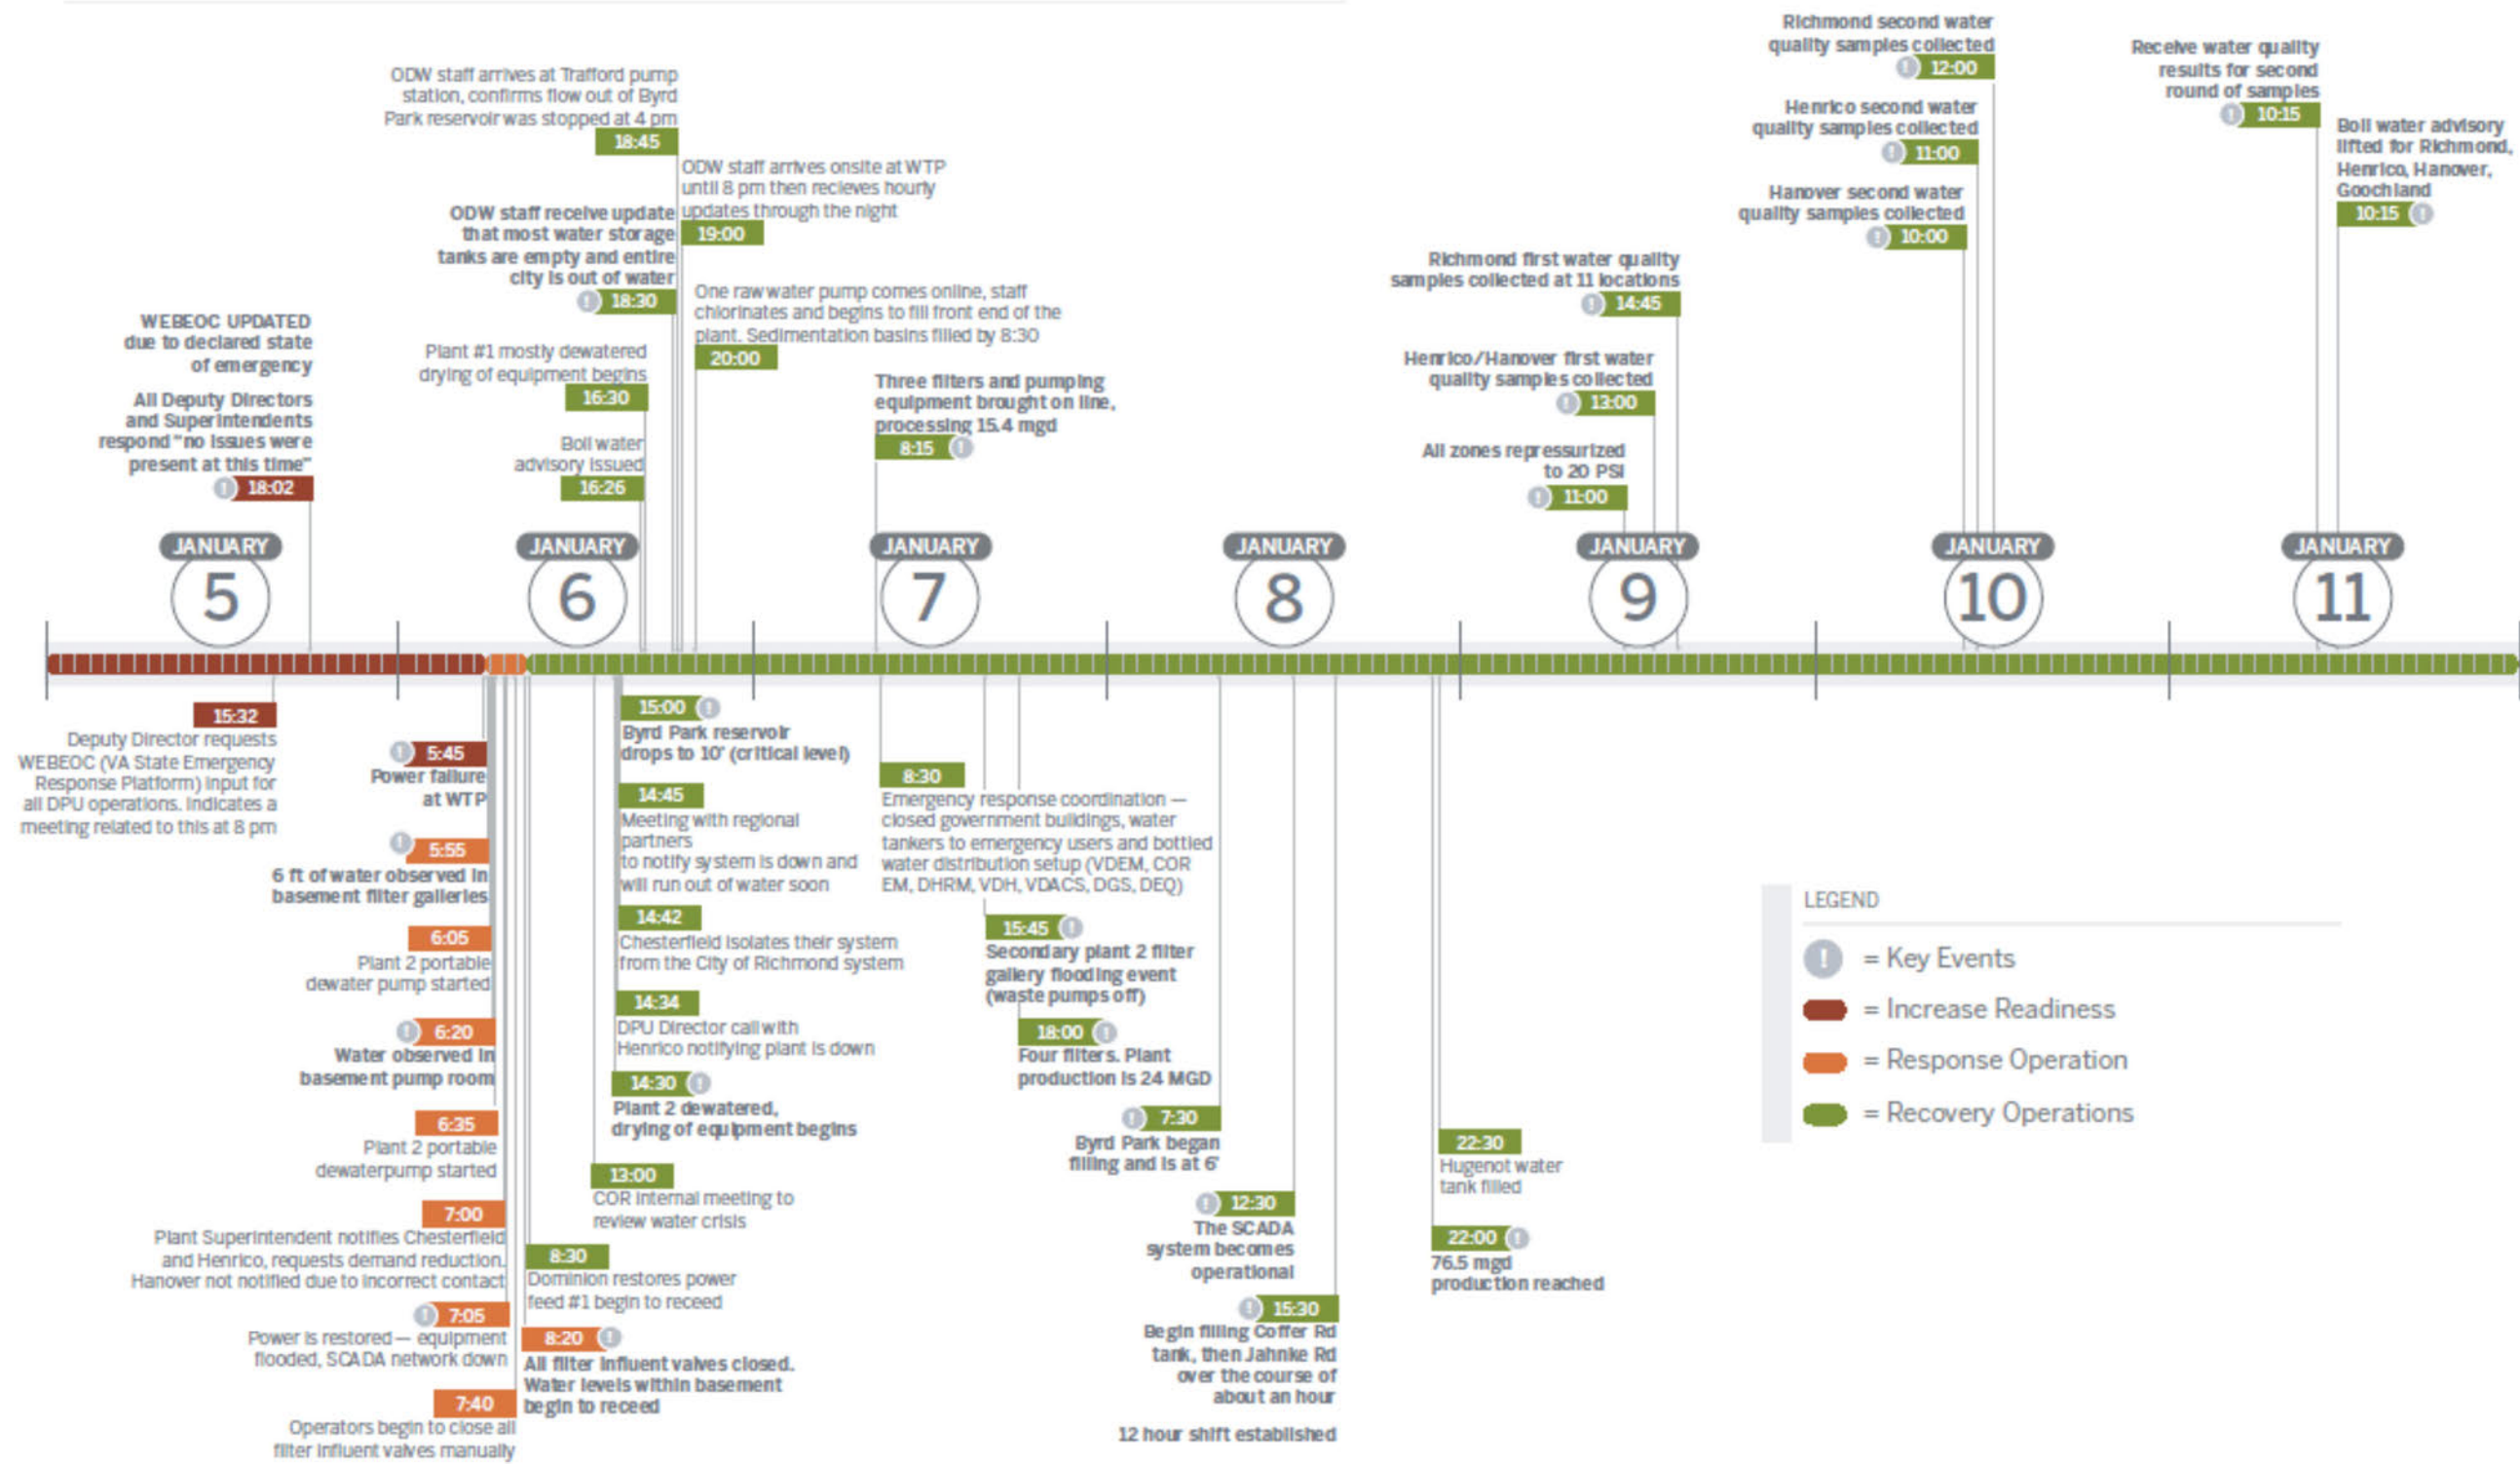 ODW staff arrives at Trafford pump
station, confirms flow out of Byrd
Park reservoir was stopped at 4 pm
18:45
ODW staff arrives onsite at WTP
until 8 pm then recieves hourly
updates through the night
19:00
ODW staff receive update
that most water storage
tanks are empty and entire
city is out of water
! 18:30
One raw water pump comes online, staff
chlorinates and begins to fill front end of the
plant. Sedimentation basins filled by 8:30
20:00
WEBEOC UPDATED
due to declared state
of emergency
All Deputy Directors
and Superintendents
respond "no issues were
present at this time"
! 18:02
Plant #1 mostly dewatered
drying of equipment begins
16:30
Boil water
advisory issued
16:26
Three filters and pumping
equipment brought on line,
processing 15.4 mgd
8:15 !
Richmond first water quality
samples collected at 11 locations
! 14:45
Henrico/Hanover first water
quality samples collected
! 13:00
All zones repressurized
to 20 PSI
! 11:00
Richmond second water
quality samples collected
! 12:00
Henrico second water
quality samples collected
! 11:00
Hanover second water
quality samples collected
! 10:00
Receive water quality
results for second
round of samples
! 10:15
Boil water advisory
lifted for Richmond,
Henrico, Hanover,
Goochland
10:15 !
JANUARY
5
JANUARY
6
JANUARY
7
JANUARY
8
JANUARY
9
JANUARY
10
JANUARY
11
15:32
Deputy Director requests
WEBEOC (VA State Emergency
Response Platform) input for
all DPU operations. Indicates a
meeting related to this at 8 pm
! 5:45
Power failure
at WTP
! 5:55
6 ft of water observed in
basement filter galleries
6:05
Plant 2 portable
dewater pump started
! 6:20
Water observed in
basement pump room
6:35
Plant 2 portable
dewaterpump started
7:00
Plant Superintendent notifies Chesterfield
and Henrico, requests demand reduction.
Hanover not notified due to incorrect contact
! 7:05
Power is restored — equipment
flooded, SCADA network down
7:40
Operators begin to close all
filter influent valves manually
15:00 !
Byrd Park reservoir
drops to 10' (critical level)
14:45
Meeting with regional
partners
to notify system is down and
will run out of water soon
14:42
Chesterfield isolates their system
from the City of Richmond system
14:34
DPU Director call with
Henrico notifying plant is down
14:30 !
Plant 2 dewatered,
drying of equipment begins
13:00
COR internal meeting to
review water crisis
8:30
Dominion restores power
feed #1 begin to receed
8:20 !
All filter influent valves closed.
Water levels within basement
begin to receed
8:30
Emergency response coordination —
closed government buildings, water
tankers to emergency users and bottled
water distribution setup (VDEM, COR
EM, DHRM, VDH, VDACS, DGS, DEQ)
15:45 !
Secondary plant 2 filter
gallery flooding event
(waste pumps off)
18:00 !
Four filters. Plant
production is 24 MGD
! 7:30
Byrd Park began
filling and is at 6'
! 12:30
The SCADA
system becomes
operational
! 15:30
Begin filling Coffer Rd
tank, then Jahnke Rd
over the course of
about an hour
12 hour shift established
22:30
Hugenot water
tank filled
22:00 !
76.5 mgd
production reached
LEGEND
! = Key Events
= Increase Readiness
= Response Operation
= Recovery Operations